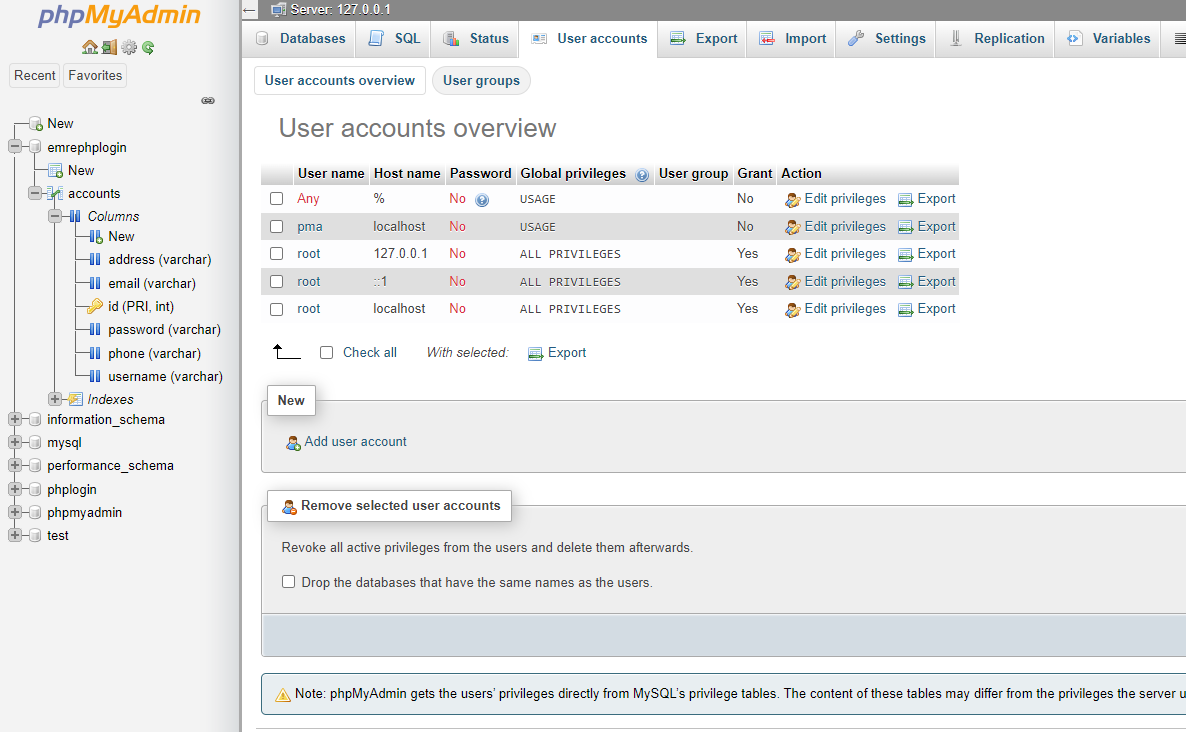 phpMyAdmin
Recent Favorites
New
emrephplogin
New
accounts
Columns
New
address (varchar)
email (varchar)
id (PRI, int)
password (varchar)
phone (varchar)
username (varchar)
Indexes
information_schema
mysql
performance_schema
phplogin
phpmyadmin
test
Server: 127.0.0.1
Databases SQL Status User accounts Export Import Settings Replication Variables
User accounts overview User groups
User accounts overview
User name Host name Password Global privileges User group Grant Action
Any % No USAGE No Edit privileges Export
pma localhost No USAGE No Edit privileges Export
root 127.0.0.1 No ALL PRIVILEGES Yes Edit privileges Export
root ::1 No ALL PRIVILEGES Yes Edit privileges Export
root localhost No ALL PRIVILEGES Yes Edit privileges Export
Check all With selected: Export
New
Add user account
Remove selected user accounts
Revoke all active privileges from the users and delete them afterwards.
Drop the databases that have the same names as the users.
Note: phpMyAdmin gets the users' privileges directly from MySQL's privilege tables. The content of these tables may differ from the privileges the server u